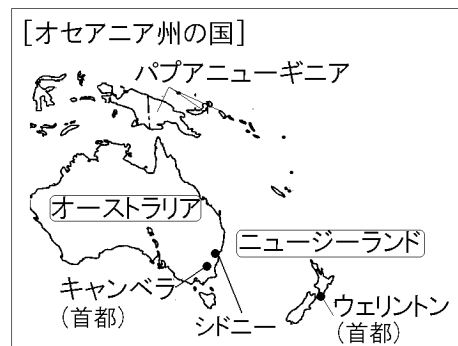 [オセアニア州の国]
パプアニューギニア
オーストラリア
ニュージーランド
キャンベラ
(首都)
シドニー
ウェリントン
(首都)